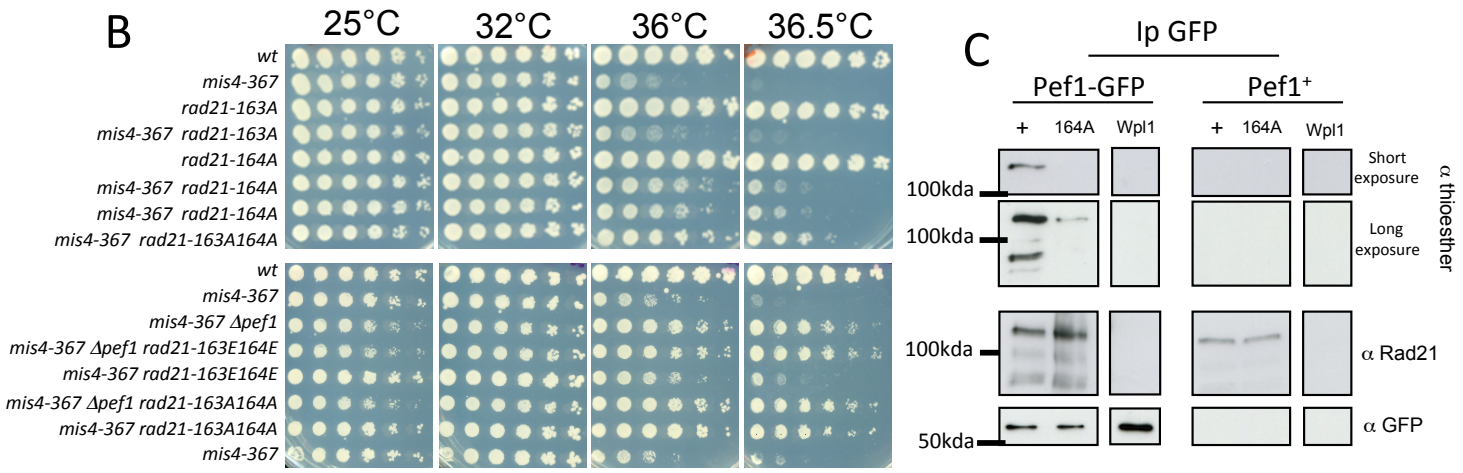 B
25°C 32°C 36°C 36.5°C
wt
mis4-367
rad21-163A
mis4-367 rad21-163A
rad21-164A
mis4-367 rad21-164A
mis4-367 rad21-164A
mis4-367 rad21-163A164A
wt
mis4-367
mis4-367 Δpef1
mis4-367 Δpef1 rad21-163E164E
mis4-367 rad21-163E164E
mis4-367 Δpef1 rad21-163A164A
mis4-367 rad21-163A164A
mis4-367
C
Ip GFP
Pef1-GFP Pef1+
+ 164A Wpl1 + 164A Wpl1
Short
exposure
100kda
Long
exposure
100kda
α thioesther
100kda
α Rad21
α GFP
50kda